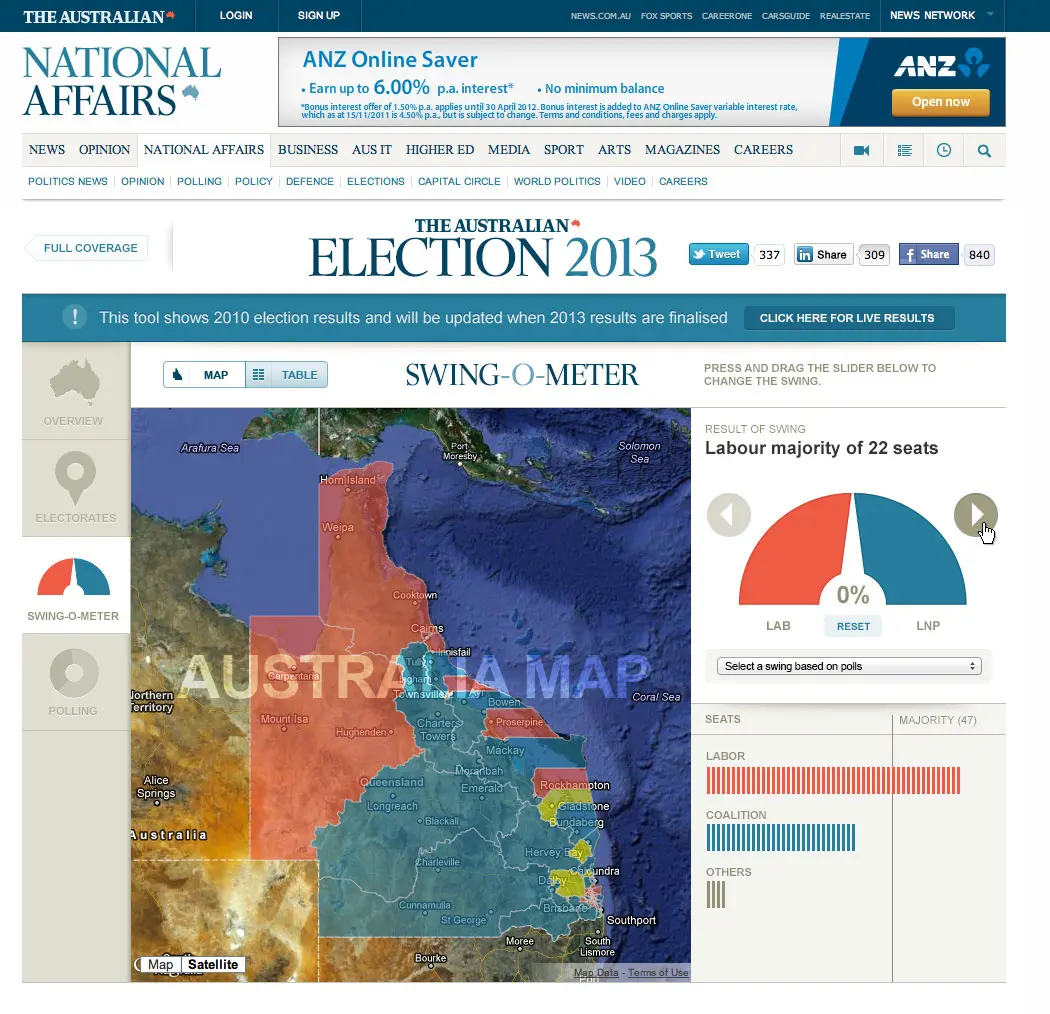 THE AUSTRALIAN
LOGIN
SIGN UP
NEWS.COM.AU FOX SPORTS CAREERONE CARSGUIDE REALESTATE
NEWS NETWORK
NATIONAL
AFFAIRS
ANZ Online Saver
• Earn up to 6.00% p.a. interest* • No minimum balance
*Bonus interest offer of 1.50% p.a. applies until 30 April 2012. Bonus interest is added to ANZ Online Saver variable interest rate,
which as at 15/11/2011 is 4.50% p.a., but is subject to change. Terms and conditions, fees and charges apply.
ANZ
Open now
NEWS OPINION NATIONAL AFFAIRS BUSINESS AUS IT HIGHER ED MEDIA SPORT ARTS MAGAZINES CAREERS
POLITICS NEWS OPINION POLLING POLICY DEFENCE ELECTIONS CAPITAL CIRCLE WORLD POLITICS VIDEO CAREERS
FULL COVERAGE
THE AUSTRALIAN
ELECTION 2013
Tweet 337
in Share 309
f Share 840
! This tool shows 2010 election results and will be updated when 2013 results are finalised
CLICK HERE FOR LIVE RESULTS
OVERVIEW
ELECTORATES
SWING-O-METER
POLLING
MAP TABLE
SWING-O-METER
PRESS AND DRAG THE SLIDER BELOW TO
CHANGE THE SWING.
Arafura Sea
Port
Moresby
Solomon
Sea
Horn Island
Weipa
Cooktown
Cairns
Innisfail
AUSTRALIA MAP
Carpentaria
Townsville
Coral Sea
Northern
Territory
Bowen
Mount Isa
Charters
Towers
Proserpine
Hughenden
Mackay
Moranbah
Alice
Springs
Queensland
Emerald
Rockhampton
Longreach
Gladstone
Blackall
Bundaberg
Australia
Hervey Bay
Charleville
Caloundra
Dalby
Cunnamulla
Brisbane
St George
Southport
Moree
South
Lismore
Bourke
Map Satellite
Map Data - Terms of Use
RESULT OF SWING
Labour majority of 22 seats
0%
LAB
RESET
LNP
Select a swing based on polls
SEATS
MAJORITY (47)
LABOR
COALITION
OTHERS